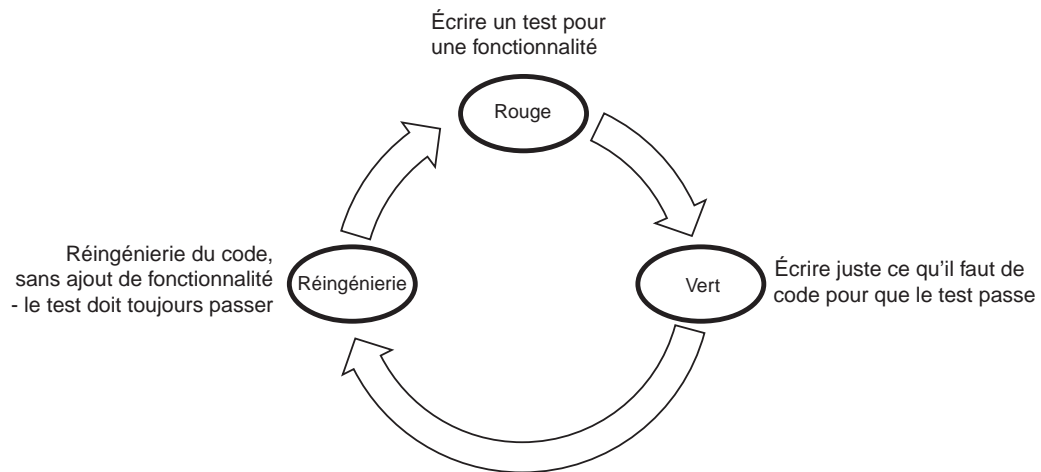 Écrire un test pour
une fonctionnalité
Rouge
Réingénierie du code,
sans ajout de fonctionnalité
- le test doit toujours passer
Réingénierie
Vert
Écrire juste ce qu'il faut de
code pour que le test passe